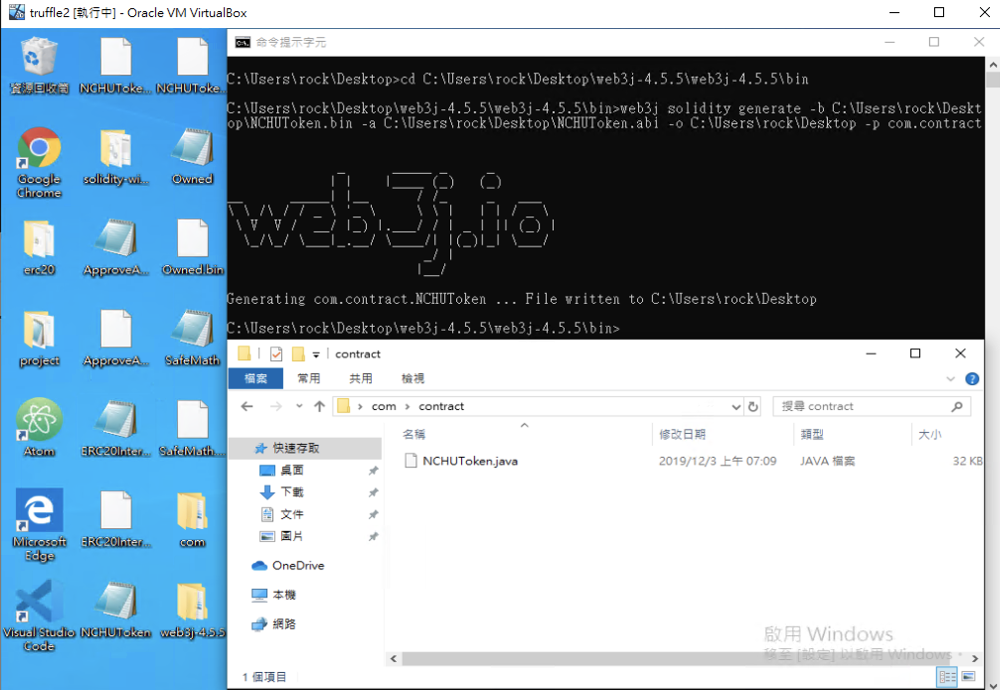 truffle2 [執行中] - Oracle VM VirtualBox
資源回收筒
NCHUToke...
NCHUToke...
Google
Chrome
solidity-wi...
Owned
erc20
ApproveA...
Owned.bin
project
ApproveA...
SafeMath
Atom
ERC20Inter...
SafeMath....
Microsoft
Edge
ERC20Inter...
com
Visual Studio
Code
NCHUToken
web3j-4.5.5
命令提示字元
C:\Users\rock\Desktop>cd C:\Users\rock\Desktop\web3j-4.5.5\web3j-4.5.5\bin
C:\Users\rock\Desktop\web3j-4.5.5\web3j-4.5.5\bin>web3j solidity generate -b C:\Users\rock\Deskt
op\NCHUToken.bin -a C:\Users\rock\Desktop\NCHUToken.abi -o C:\Users\rock\Desktop -p com.contract
web3j.io
Generating com.contract.NCHUToken ... File written to C:\Users\rock\Desktop
C:\Users\rock\Desktop\web3j-4.5.5\web3j-4.5.5\bin>
contract
檔案 常用 共用 檢視
com > contract
搜尋 contract
名稱 修改日期 類型 大小
NCHUToken.java 2019/12/3 上午 07:09 JAVA 檔案 32 KB
快速存取
桌面
下載
文件
圖片
OneDrive
本機
網路
啟用 Windows
移至 [設定] 以啟用 Windows。
1 個項目